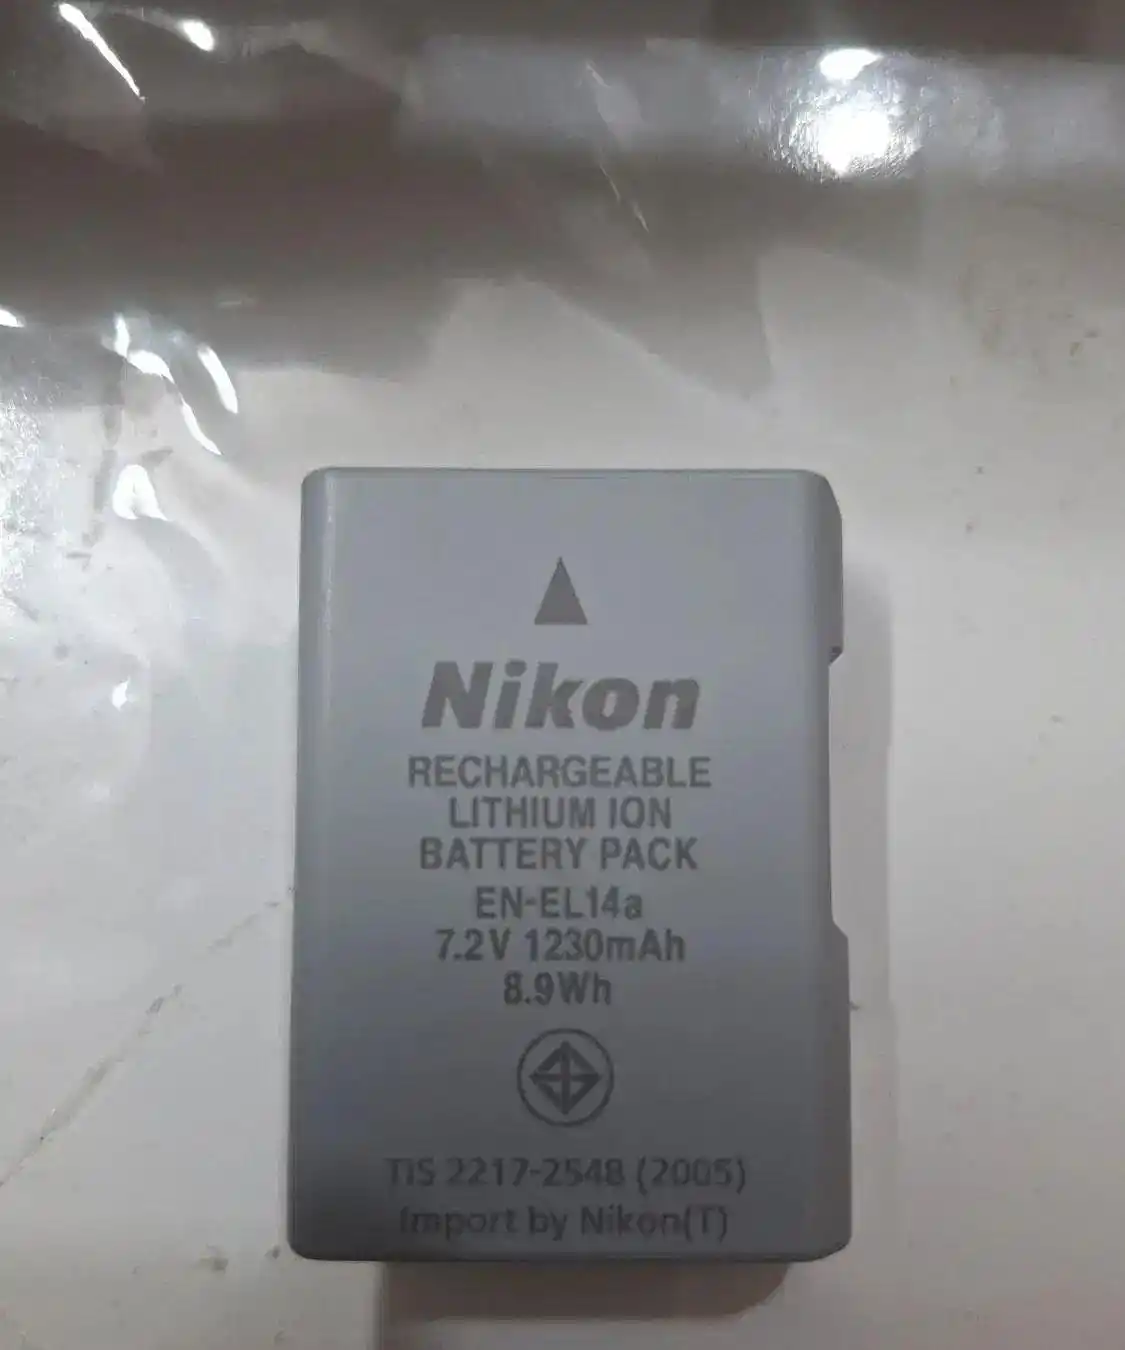 Nikon
RECHARGEABLE
LITHIUM ION
BATTERY PACK
EN-EL14a
7.2V 1230mAh
8.9Wh
TIS 2217-2548 (2005)
Import by Nikon(T)